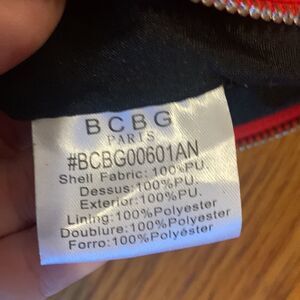 BCBG
PARIS
#BCBG00601AN
Shell Fabric: 100%PU.
Dessus: 100%PU.
Exterior: 100%PU.
Lining: 100%Polyester
Doublure: 100%Polyester
Forro: 100%Polyéster